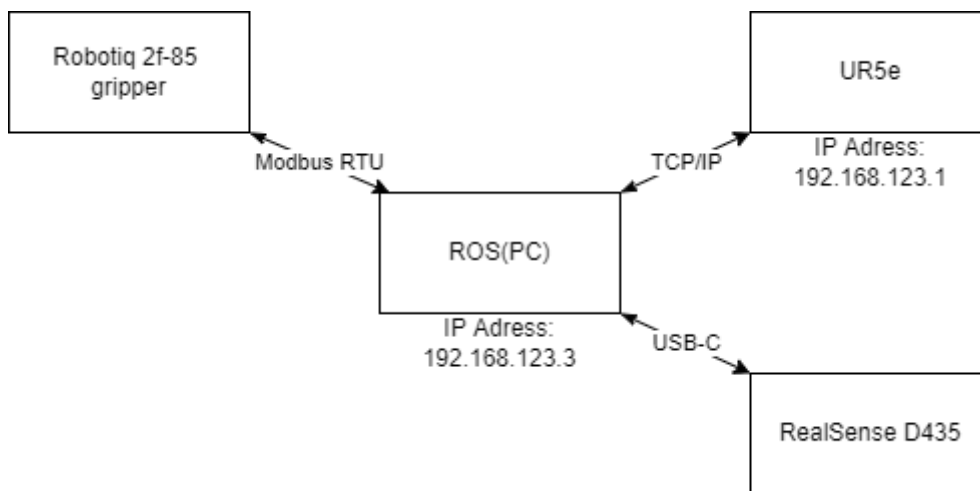 Robotiq 2f-85
gripper
UR5e
Modbus RTU
TCP/IP
IP Adress:
192.168.123.1
ROS(PC)
IP Adress:
192.168.123.3
USB-C
RealSense D435